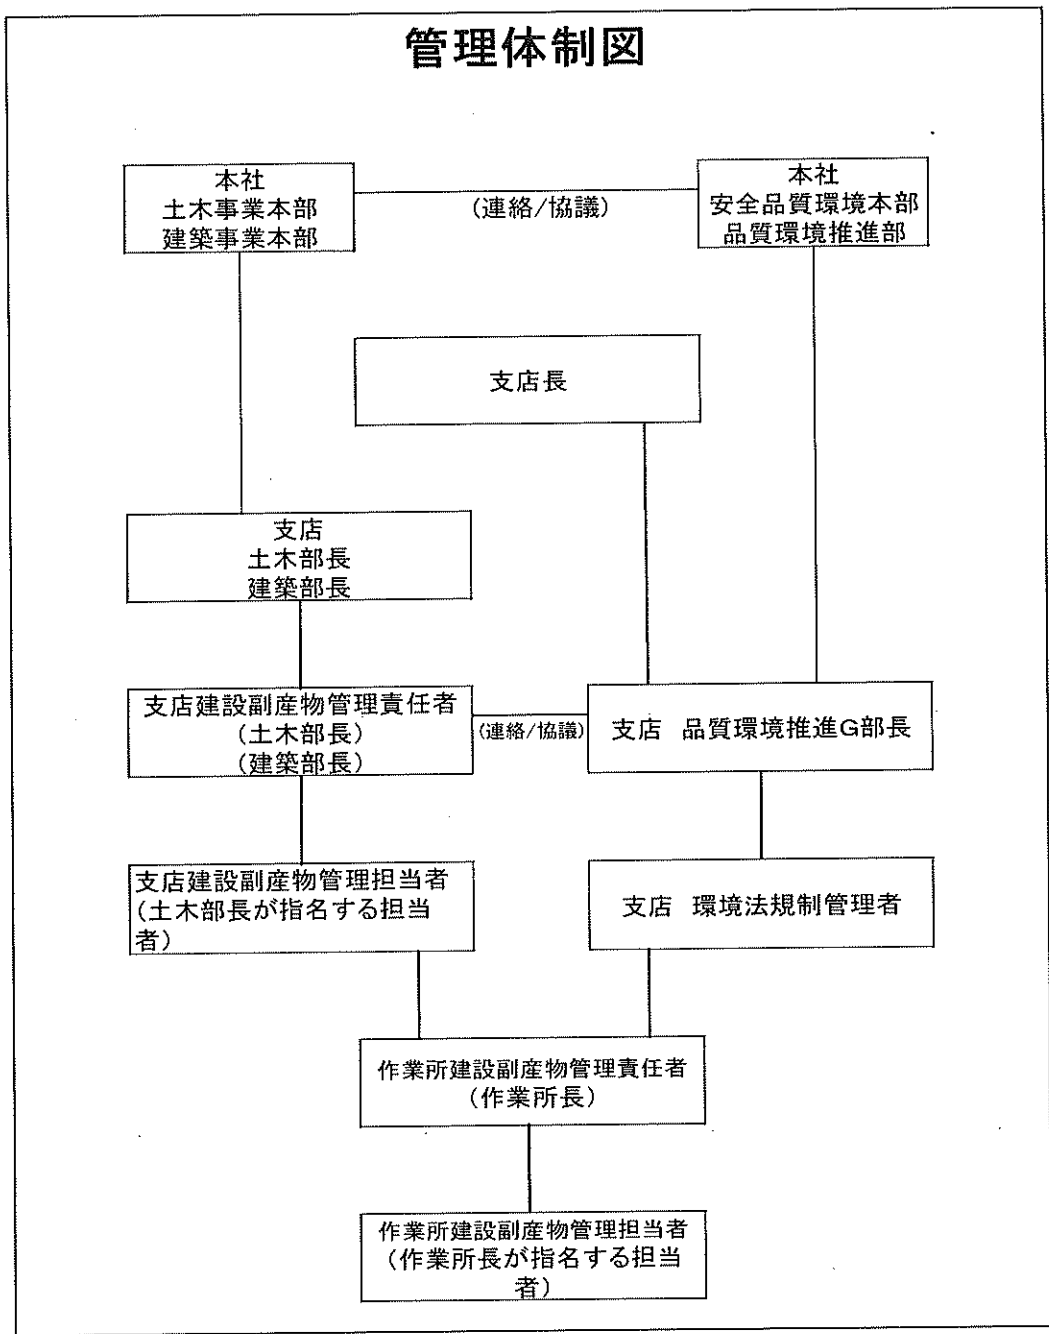 管理体制図
本社
土木事業本部
建築事業本部
(連絡/協議)
本社
安全品質環境本部
品質環境推進部
支店長
支店
土木部長
建築部長
支店建設副産物管理責任者
(土木部長)
(建築部長)
(連絡/協議)
支店 品質環境推進G部長
支店建設副産物管理担当者
(土木部長が指名する担当
者)
支店 環境法規制管理者
作業所建設副産物管理責任者
(作業所長)
作業所建設副産物管理担当者
(作業所長が指名する担当
者)